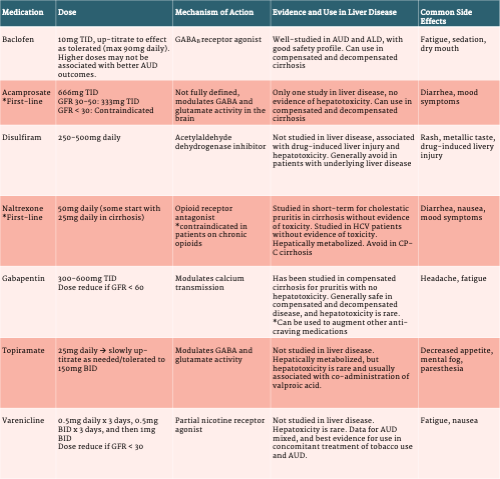 Medication Dose Mechanism of Action Evidence and Use in Liver Disease Common Side
Effects
Baclofen
10mg TID, up-titrate to effect
as tolerated (max 90mg daily).
Higher doses may not be
associated with better AUD
outcomes.
GABAB receptor agonist
Well-studied in AUD and ALD, with
good safety profile. Can use in
compensated and decompensated
cirrhosis
Fatigue, sedation,
dry mouth
Acamprosate
*First-line
666mg TID
GFR 30-50: 333mg TID
GFR < 30: Contraindicated
Not fully defined,
modulates GABA and
glutamate activity in the
brain
Only one study in liver disease, no
evidence of hepatotoxicity. Can use in
compensated and decompensated
cirrhosis
Diarrhea, mood
symptoms
Disulfiram
250-500mg daily
Acetylaldehyde
dehydrogenase inhibitor
Not studied in liver disease, associated
with drug-induced liver injury and
hepatotoxicity. Generally avoid in
patients with underlying liver disease
Rash, metallic taste,
drug-induced livery
injury
Naltrexone
*First-line
50mg daily (some start with
25mg daily in cirrhosis)
Opioid receptor
antagonist
*contraindicated in
patients on chronic
opioids
Studied in short-term for cholestatic
pruritis in cirrhosis without evidence
of toxicity. Studied in HCV patients
without evidence of toxicity.
Hepatically metabolized. Avoid in CP-
C cirrhosis
Diarrhea, nausea,
mood symptoms
Gabapentin
300-600mg TID
Dose reduce if GFR < 60
Modulates calcium
transmission
Has been studied in compensated
cirrhosis for pruritis with no
hepatotoxicity. Generally safe in
compensated and decompensated
disease, and hepatotoxicity is rare.
*Can be used to augment other anti-
craving medications
Headache, fatigue
Topiramate
25mg daily → slowly up-
titrate as needed/tolerated to
150mg BID
Modulates GABA and
glutamate activity
Not studied in liver disease.
Hepatically metabolized, but
hepatotoxicity is rare and usually
associated with co-administration of
valproic acid.
Decreased appetite,
mental fog,
paresthesia
Varenicline
0.5mg daily x 3 days, 0.5mg
BID x 3 days, and then 1mg
BID
Dose reduce if GFR < 30
Partial nicotine receptor
agonist
Not studied in liver disease.
Hepatotoxicity is rare. Data for AUD
mixed, and best evidence for use in
concomitant treatment of tobacco use
and AUD.
Fatigue, nausea